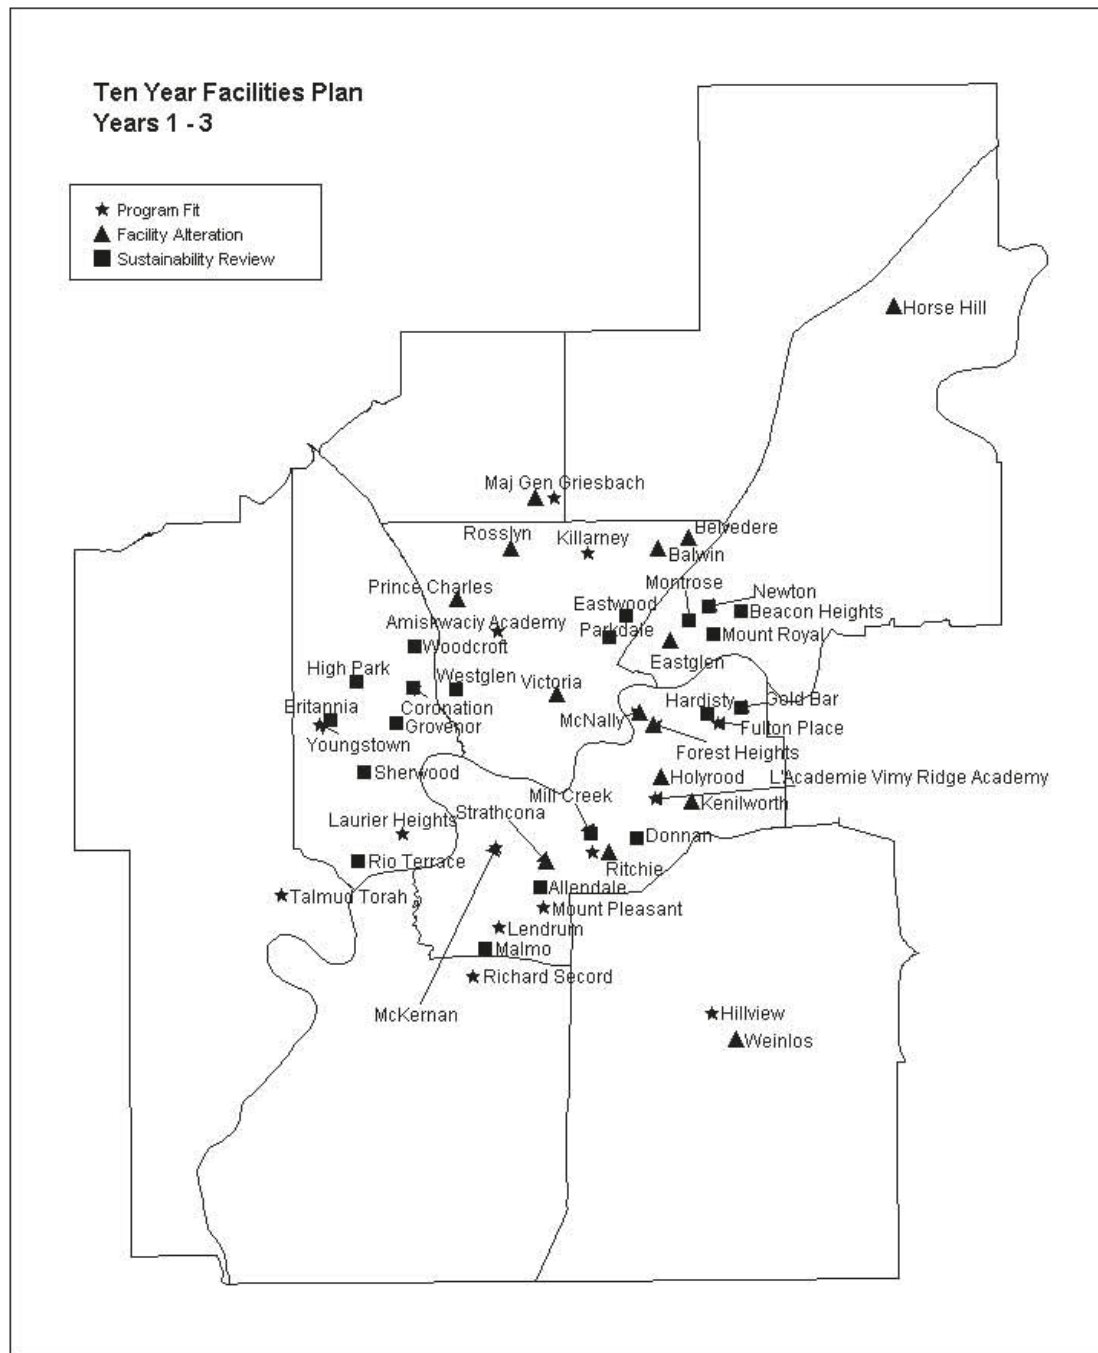 Ten Year Facilities Plan
Years 1 - 3
Program Fit
Facility Alteration
Sustainability Review
Horse Hill
Maj Gen Griesbach
Rosslyn
Killarney
Belvedere
Balwin
Prince Charles
Montrose
Newton
Eastwood
Beacon Heights
Amiskwaciy Academy
Parkdale
Mount Royal
Woodcroft
Eastglen
High Park
Westglen
Victoria
Britannia
Coronation
Hardisty
Gold Bar
McNally
Grovenor
Fulton Place
Youngstown
Forest Heights
Sherwood
Holyrood
L'Academie Vimy Ridge Academy
Mill Creek
Kenilworth
Strathcona
Laurier Heights
Donnan
Rio Terrace
Ritchie
Allendale
Talmud Torah
Mount Pleasant
Lendrum
Malmo
Richard Secord
McKernan
Hillview
Weinlos